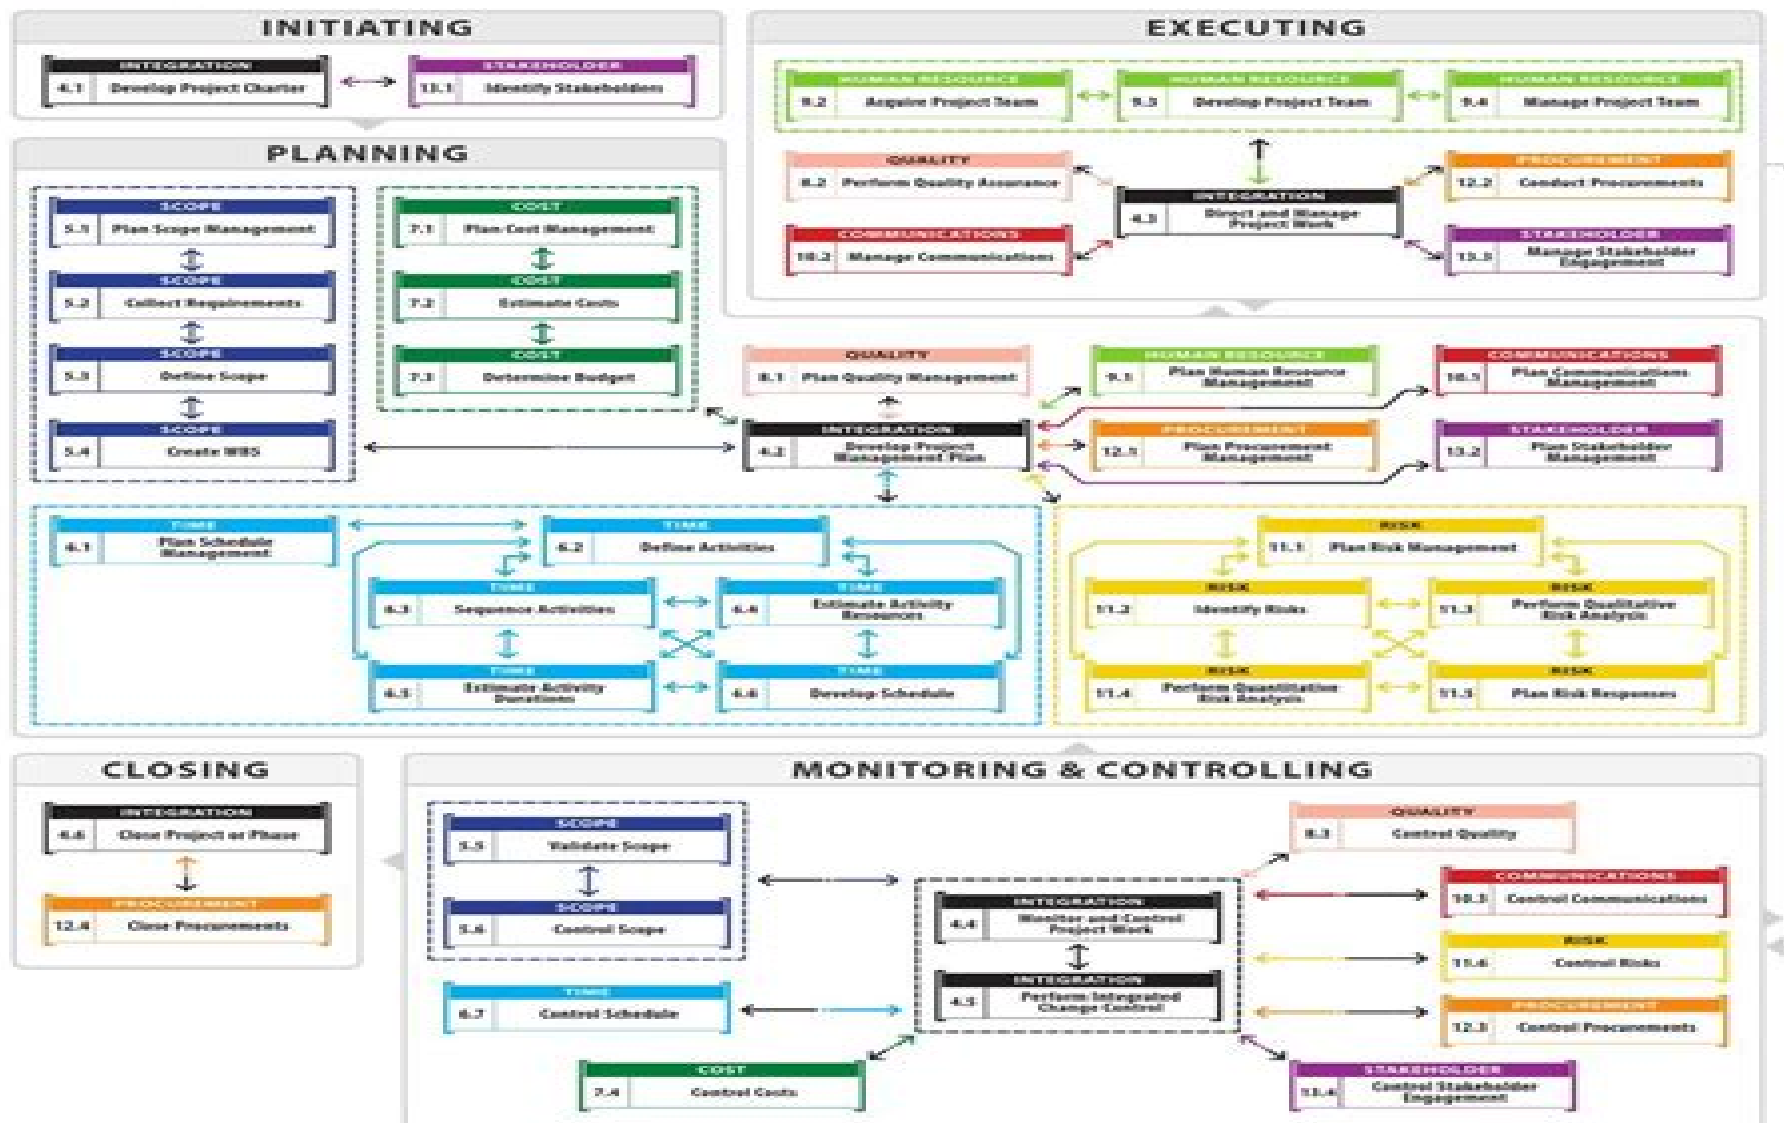 INITIATING
INTEGRATION
4.1 Develop Project Charter
STAKEHOLDER
13.1 Identify Stakeholders
EXECUTING
HUMAN RESOURCE
9.2 Acquire Project Team
HUMAN RESOURCE
9.3 Develop Project Team
HUMAN RESOURCE
9.4 Manage Project Team
QUALITY
8.2 Perform Quality Assurance
PROCUREMENT
12.2 Conduct Procurements
INTEGRATION
4.3 Direct and Manage
Project Work
COMMUNICATIONS
10.2 Manage Communications
STAKEHOLDER
13.3 Manage Stakeholder
Engagement
PLANNING
SCOPE
5.1 Plan Scope Management
SCOPE
5.2 Collect Requirements
SCOPE
5.3 Define Scope
SCOPE
5.4 Create WBS
COST
7.1 Plan Cost Management
COST
7.2 Estimate Costs
COST
7.3 Determine Budget
QUALITY
8.1 Plan Quality Management
HUMAN RESOURCE
9.1 Plan Human Resource
Management
COMMUNICATIONS
10.1 Plan Communications
Management
INTEGRATION
4.2 Develop Project
Management Plan
PROCUREMENT
12.1 Plan Procurement
Management
STAKEHOLDER
13.2 Plan Stakeholder
Management
TIME
6.1 Plan Schedule
Management
TIME
6.2 Define Activities
TIME
6.3 Sequence Activities
TIME
6.4 Estimate Activity
Resources
TIME
6.5 Estimate Activity
Durations
TIME
6.6 Develop Schedule
RISK
11.1 Plan Risk Management
RISK
11.2 Identify Risks
RISK
11.3 Perform Qualitative
Risk Analysis
RISK
11.4 Perform Quantitative
Risk Analysis
RISK
11.5 Plan Risk Responses
CLOSING
INTEGRATION
4.6 Close Project or Phase
PROCUREMENT
12.4 Close Procurements
MONITORING & CONTROLLING
SCOPE
5.5 Validate Scope
SCOPE
5.6 Control Scope
TIME
6.7 Control Schedule
COST
7.4 Control Costs
INTEGRATION
4.4 Monitor and Control
Project Work
INTEGRATION
4.5 Perform Integrated
Change Control
QUALITY
8.3 Control Quality
COMMUNICATIONS
10.3 Control Communications
RISK
11.6 Control Risks
PROCUREMENT
12.3 Control Procurements
STAKEHOLDER
13.4 Control Stakeholder
Engagement